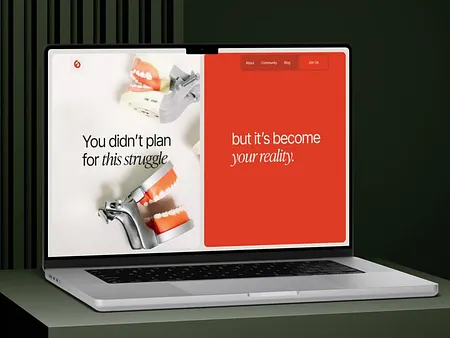 About Community Blog Join Us
You didn't plan
for this struggle
but it's become
your reality.